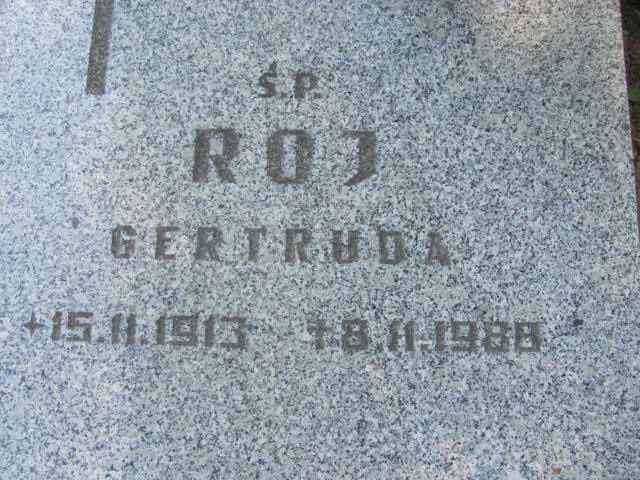 Ś.P.
ROJ
GERTRUDA
+15.11.1913 +8.11.1988